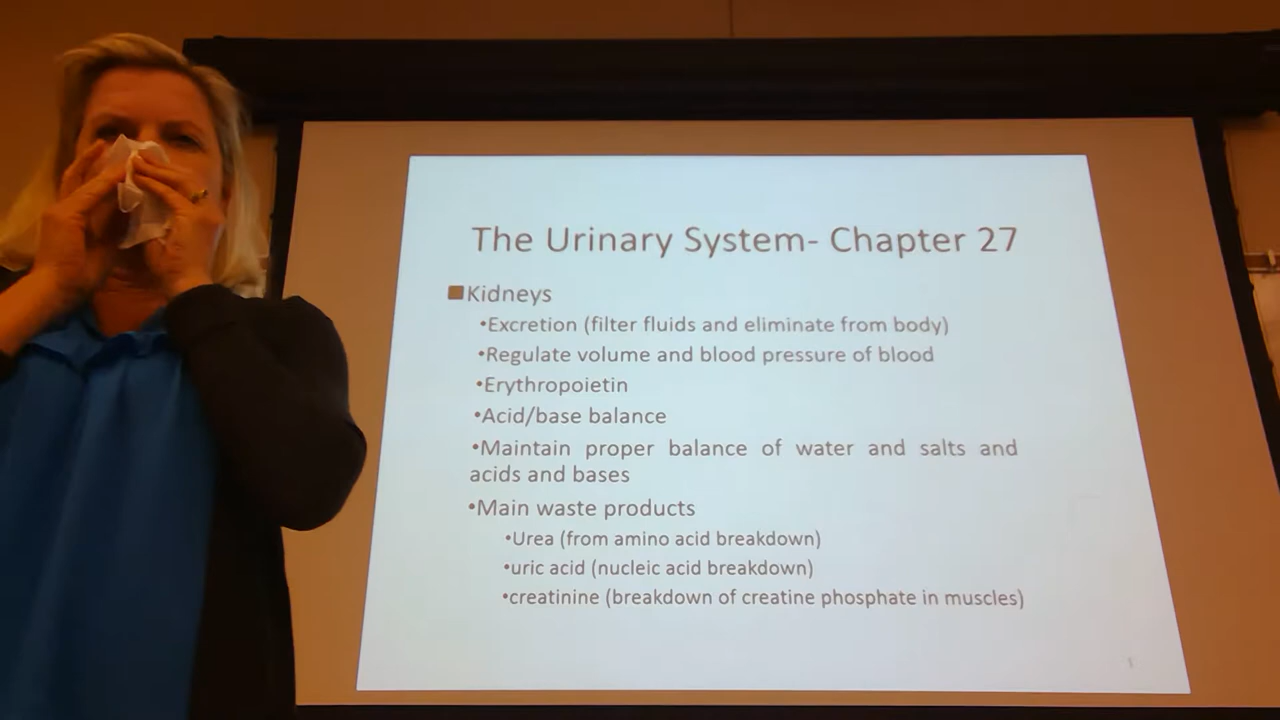 The Urinary System- Chapter 27
■Kidneys
•Excretion (filter fluids and eliminate from body)
•Regulate volume and blood pressure of blood
•Erythropoietin
•Acid/base balance
•Maintain proper balance of water and salts and
acids and bases
•Main waste products
•Urea (from amino acid breakdown)
•uric acid (nucleic acid breakdown)
•creatinine (breakdown of creatine phosphate in muscles)
1